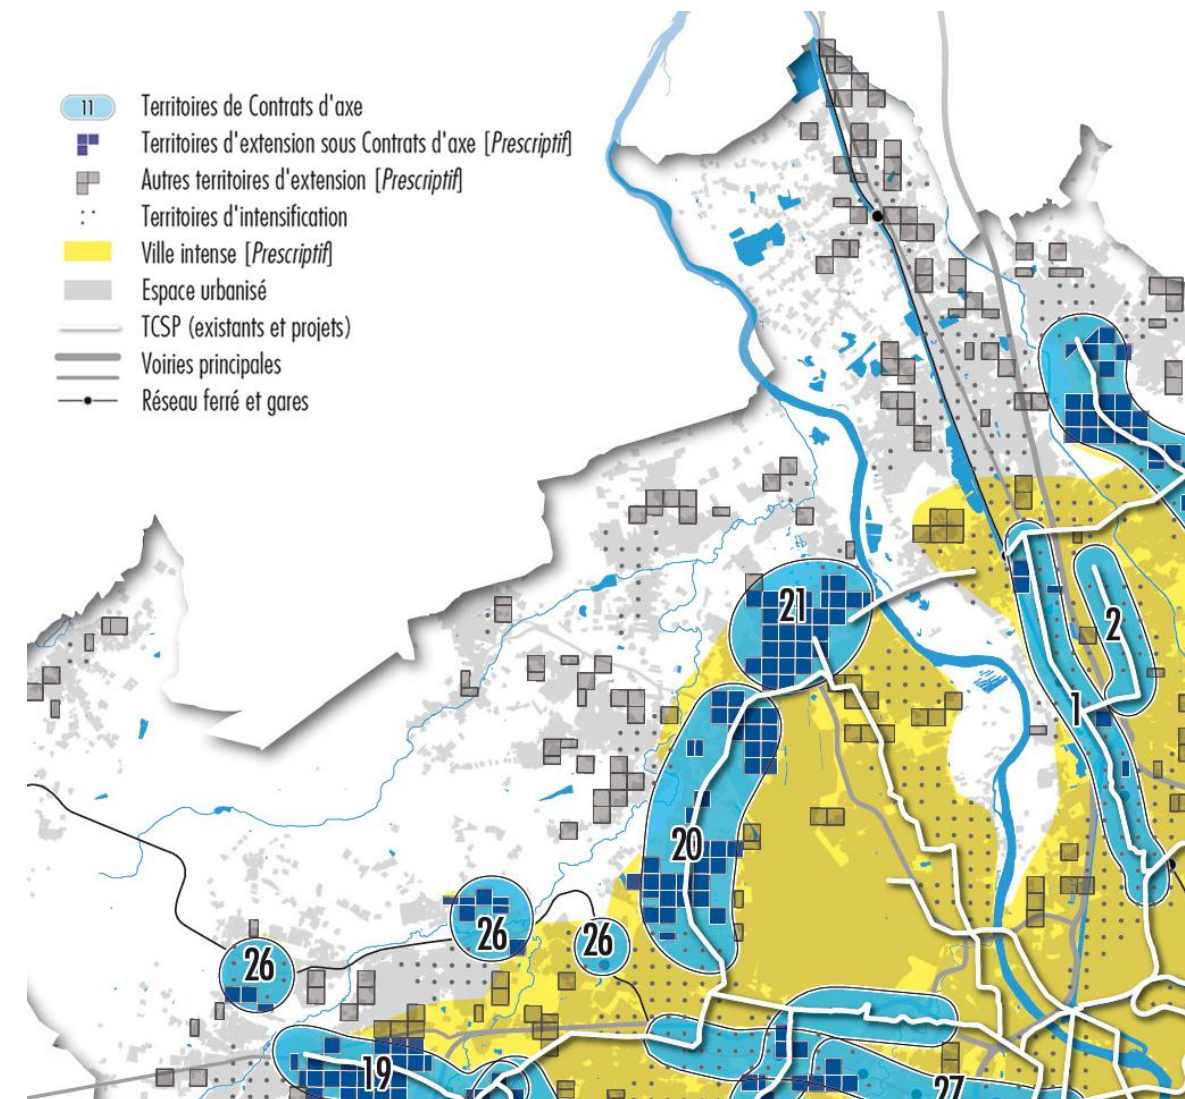 11 Territoires de Contrats d'axe
Territoires d'extension sous Contrats d'axe [Prescriptif]
Autres territoires d'extension [Prescriptif]
Territoires d'intensification
Ville intense [Prescriptif]
Espace urbanisé
TCSP (existants et projets)
Voiries principales
Réseau ferré et gares
21
2
1
20
26
26
26
19
27